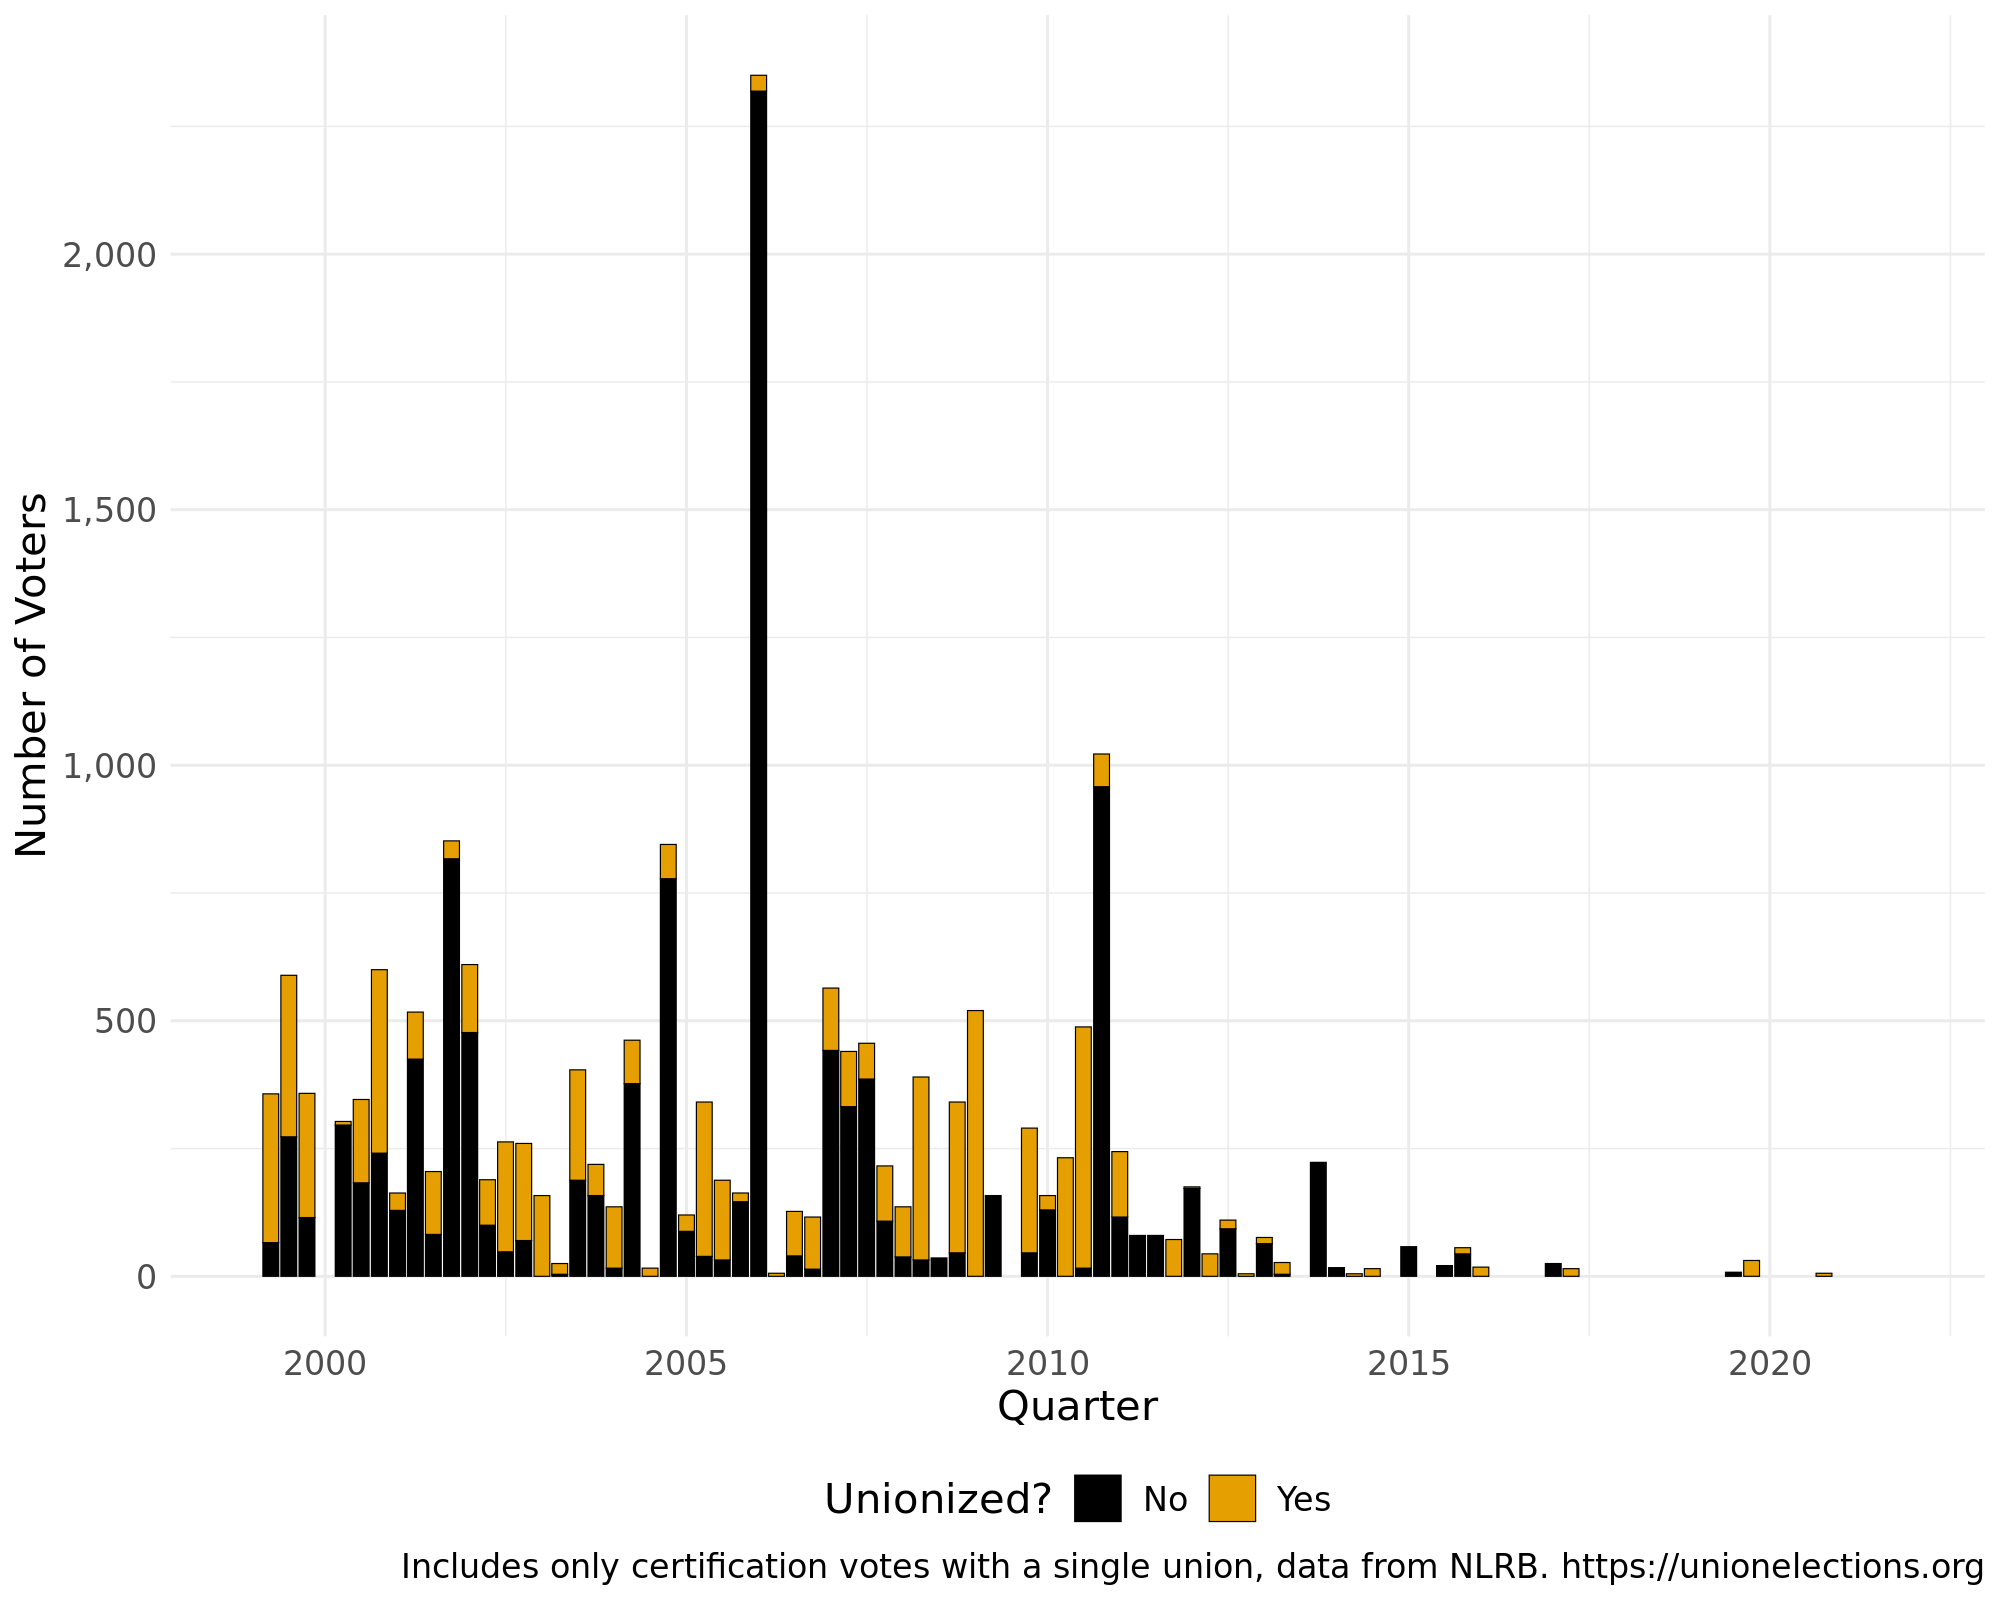 2,000
1,500
1,000
500
0
Number of Voters
2000 2005 2010 2015 2020
Quarter
Unionized? No Yes
Includes only certification votes with a single union, data from NLRB. https://unionelections.org